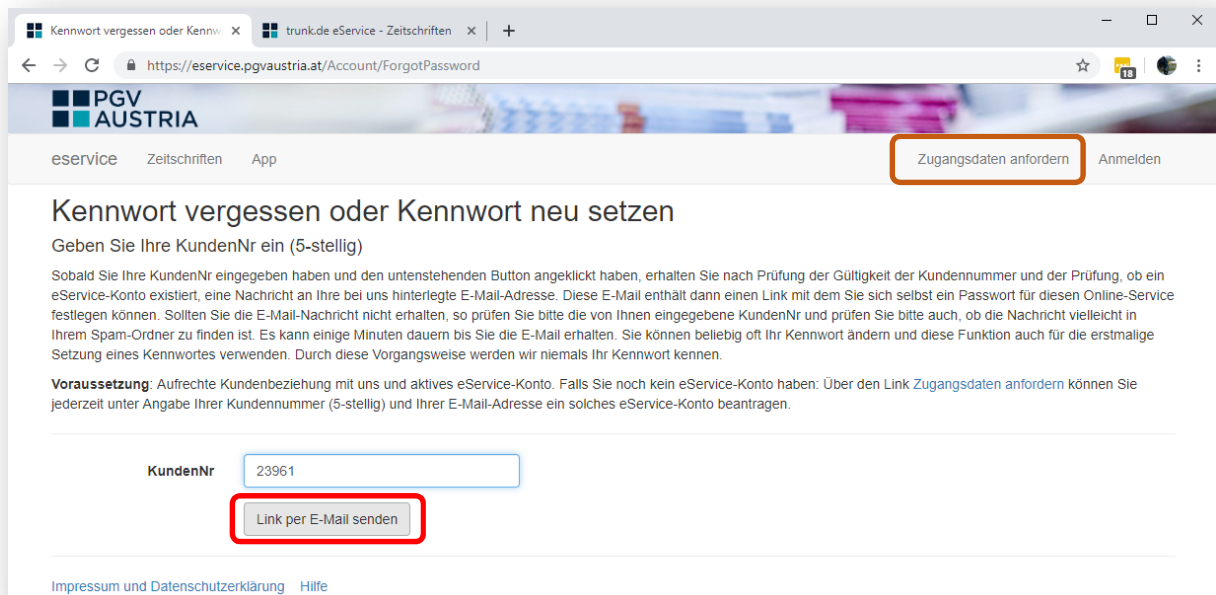 Kennwort vergessen oder Kennw
trunk.de eService - Zeitschriften
https://eservice.pgvaustria.at/Account/ForgotPassword
18
PGV
AUSTRIA
eservice Zeitschriften App Zugangsdaten anfordern Anmelden
Kennwort vergessen oder Kennwort neu setzen
Geben Sie Ihre KundenNr ein (5-stellig)
Sobald Sie Ihre KundenNr eingegeben haben und den untenstehenden Button angeklickt haben, erhalten Sie nach Prüfung der Gültigkeit der Kundennummer und der Prüfung, ob ein
eService-Konto existiert, eine Nachricht an Ihre bei uns hinterlegte E-Mail-Adresse. Diese E-Mail enthält dann einen Link mit dem Sie sich selbst ein Passwort für diesen Online-Service
festlegen können. Sollten Sie die E-Mail-Nachricht nicht erhalten, so prüfen Sie bitte die von Ihnen eingegebene KundenNr und prüfen Sie bitte auch, ob die Nachricht vielleicht in
Ihrem Spam-Ordner zu finden ist. Es kann einige Minuten dauern bis Sie die E-Mail erhalten. Sie können beliebig oft Ihr Kennwort ändern und diese Funktion auch für die erstmalige
Setzung eines Kennwortes verwenden. Durch diese Vorgangsweise werden wir niemals Ihr Kennwort kennen.
Voraussetzung: Aufrechte Kundenbeziehung mit uns und aktives eService-Konto. Falls Sie noch kein eService-Konto haben: Über den Link Zugangsdaten anfordern können Sie
jederzeit unter Angabe Ihrer Kundennummer (5-stellig) und Ihrer E-Mail-Adresse ein solches eService-Konto beantragen.
KundenNr 23961
Link per E-Mail senden
Impressum und Datenschutzerklärung Hilfe